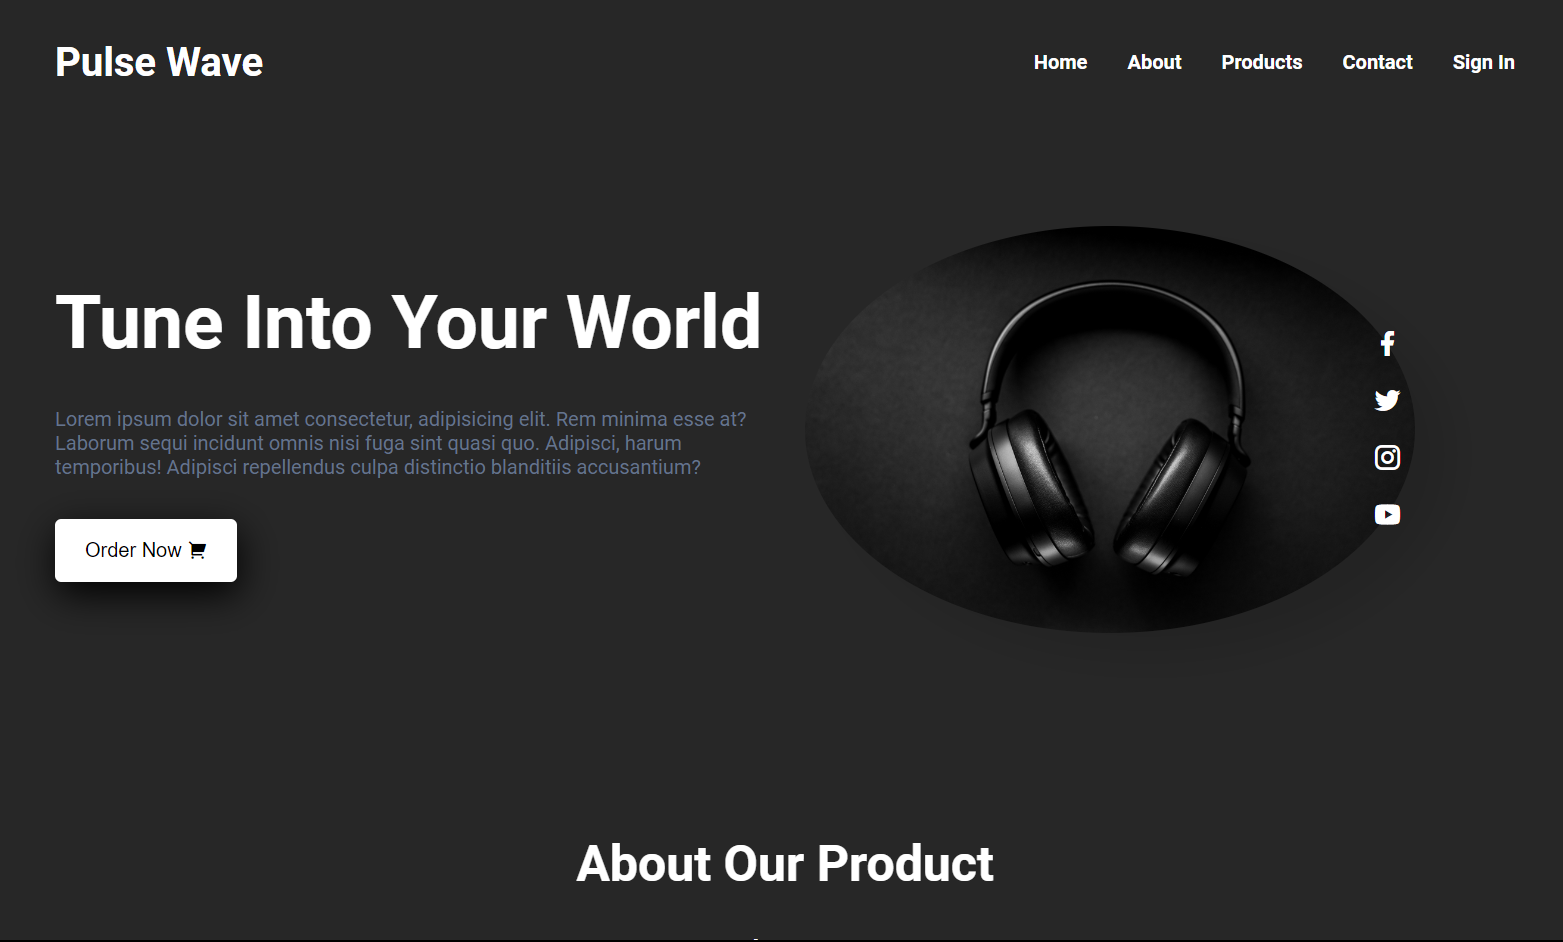 Pulse Wave
Home About Products Contact Sign In
Tune Into Your World
Lorem ipsum dolor sit amet consectetur, adipisicing elit. Rem minima esse at?
Laborum sequi incidunt omnis nisi fuga sint quasi quo. Adipisci, harum
temporibus! Adipisci repellendus culpa distinctio blanditiis accusantium?
Order Now
About Our Product